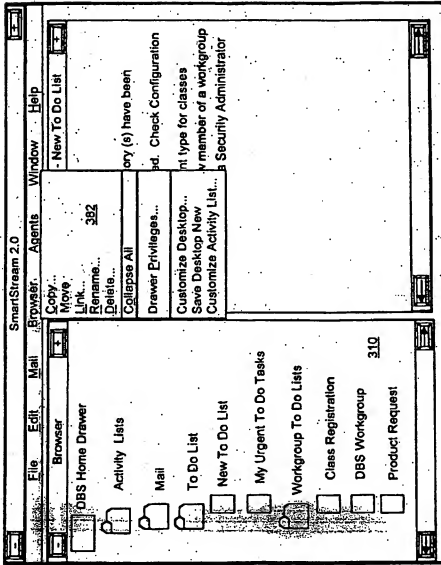 SmartStream 2.0
File Edit Mail Browser Agents Window Help
Browser
DBS Home Drawer
Activity Lists
Mail
To Do List
New To Do List
My Urgent To Do Tasks
Workgroup To Do Lists
Class Registration
DBS Workgroup
Product Request
310
Copy...
Move
Link...
Rename...
Delete...
382
Collapse All
Drawer Privileges...
Customize Desktop...
Save Desktop New
Customize Activity List...
- New To Do List
ory (s) have been
ed. Check Configuration
nt type for classes
w member of a workgroup
Security Administrator